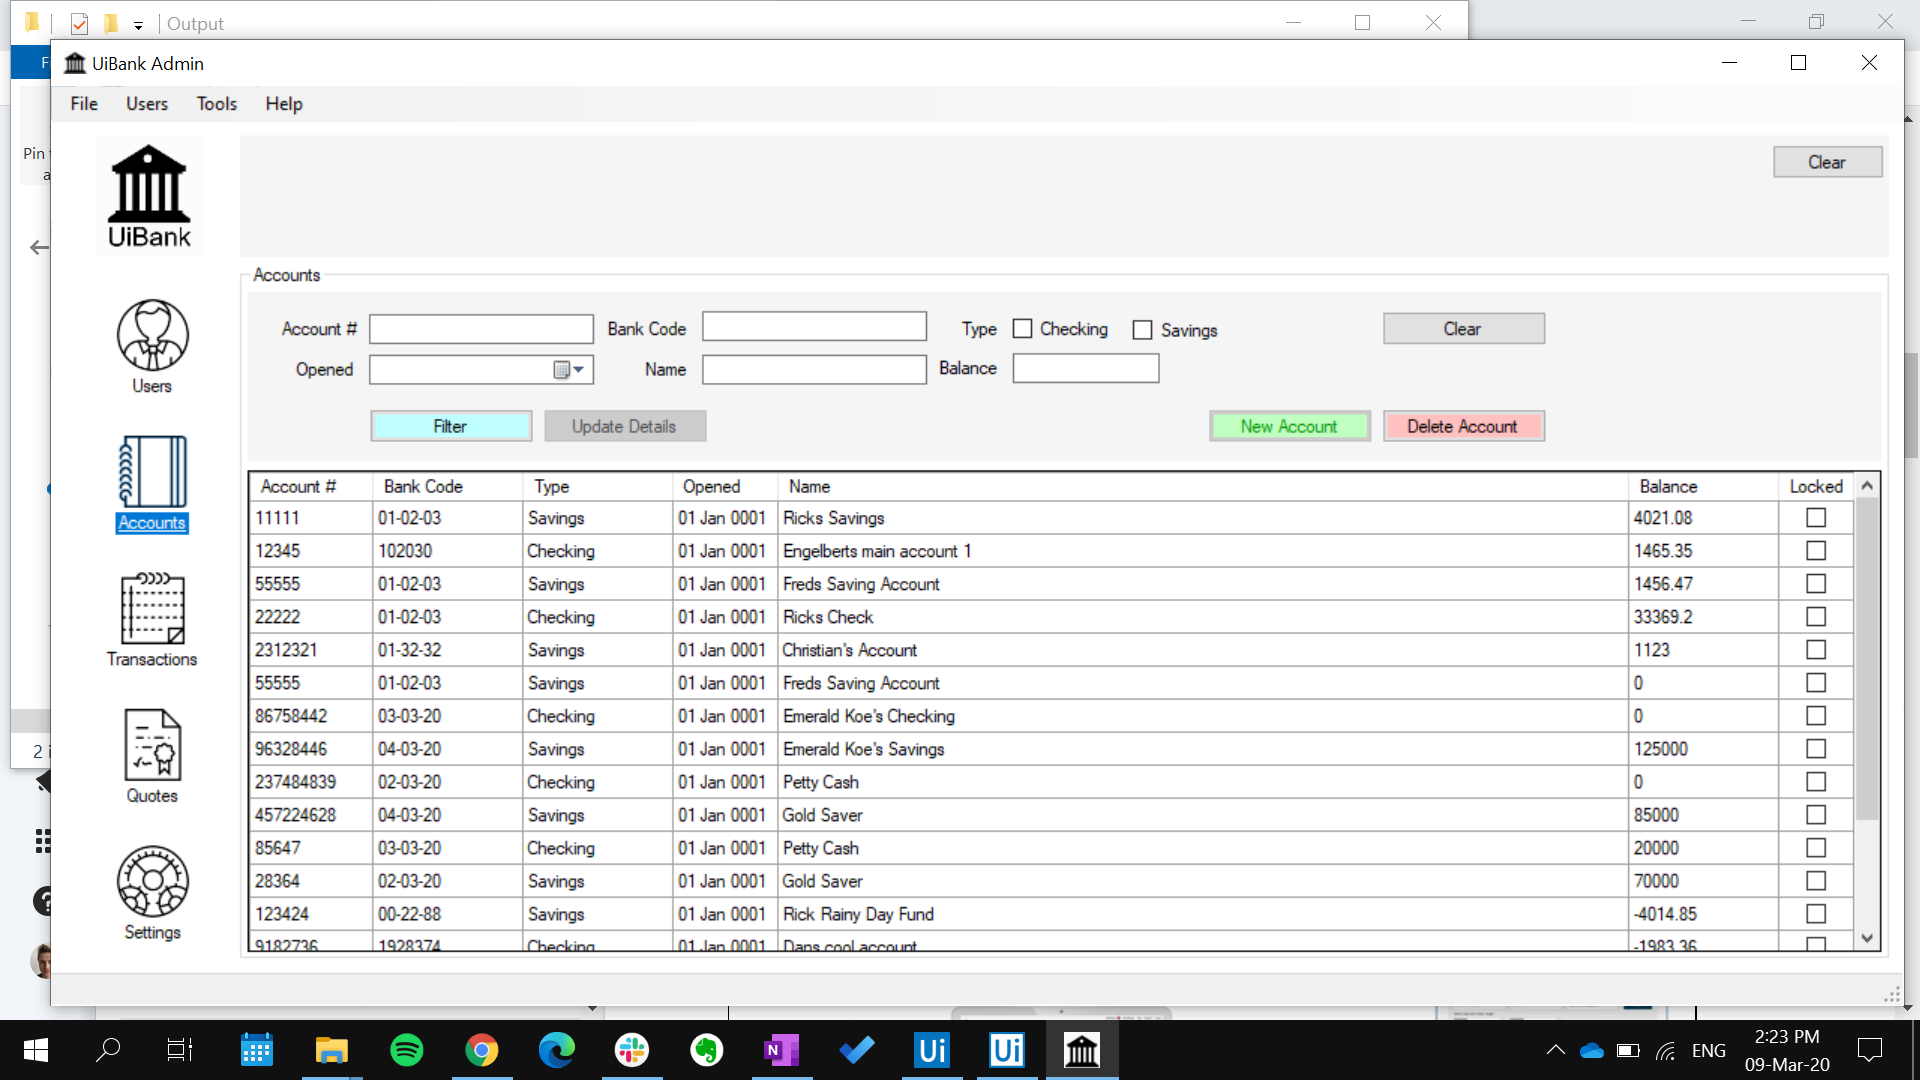 Output
UiBank Admin
File Users Tools Help
Pin
a
UiBank
Clear
Accounts
Account # Bank Code Type Checking Savings Clear
Opened Name Balance
Filter Update Details New Account Delete Account
Users
Accounts
Transactions
Quotes
Settings
Account # Bank Code Type Opened Name Balance Locked
11111 01-02-03 Savings 01 Jan 0001 Ricks Savings 4021.08
12345 102030 Checking 01 Jan 0001 Engelberts main account 1 1465.35
55555 01-02-03 Savings 01 Jan 0001 Freds Saving Account 1456.47
22222 01-02-03 Checking 01 Jan 0001 Ricks Check 33369.2
2312321 01-32-32 Savings 01 Jan 0001 Christian's Account 1123
55555 01-02-03 Savings 01 Jan 0001 Freds Saving Account 0
86758442 03-03-20 Checking 01 Jan 0001 Emerald Koe's Checking 0
96328446 04-03-20 Savings 01 Jan 0001 Emerald Koe's Savings 125000
237484839 02-03-20 Checking 01 Jan 0001 Petty Cash 0
457224628 04-03-20 Savings 01 Jan 0001 Gold Saver 85000
85647 03-03-20 Checking 01 Jan 0001 Petty Cash 20000
28364 02-03-20 Savings 01 Jan 0001 Gold Saver 70000
123424 00-22-88 Savings 01 Jan 0001 Rick Rainy Day Fund -4014.85
9182736 1928374 Checking 01 Jan 0001 Dans cool account -1983.36
2 i
N
Ui
Ui
ENG
2:23 PM
09-Mar-20